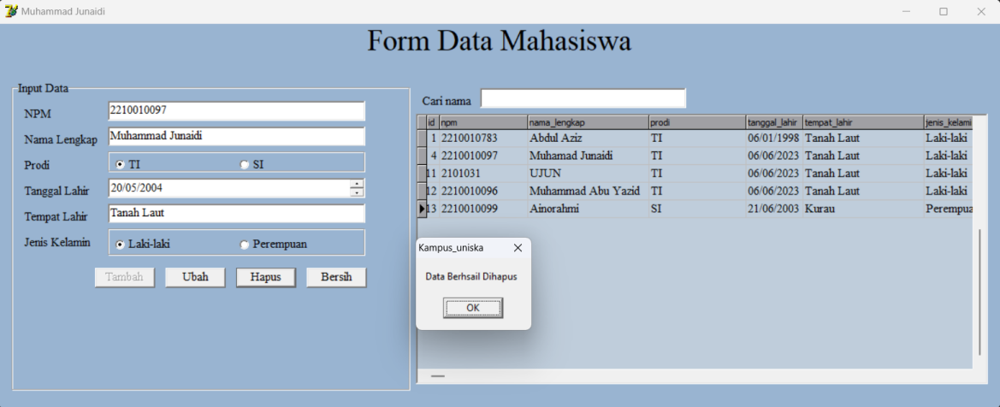 Muhammad Junaidi
Form Data Mahasiswa
Input Data
NPM 2210010097
Nama Lengkap Muhammad Junaidi
Prodi TI SI
Tanggal Lahir 20/05/2004
Tempat Lahir Tanah Laut
Jenis Kelamin Laki-laki Perempuan
Tambah Ubah Hapus Bersih
Cari nama
id npm nama_lengkap prodi tanggal_lahir tempat_lahir jenis_kelami
1 2210010783 Abdul Aziz TI 06/01/1998 Tanah Laut Laki-laki
4 2210010097 Muhamad Junaidi TI 06/06/2023 Tanah Laut Laki-laki
11 2101031 UJUN TI 06/06/2023 Tanah Laut Laki-laki
12 2210010096 Muhammad Abu Yazid TI 06/06/2023 Tanah Laut Laki-laki
13 2210010099 Ainorahmi SI 21/06/2003 Kurau Perempua
Kampus_uniska
Data Berhsail Dihapus
OK